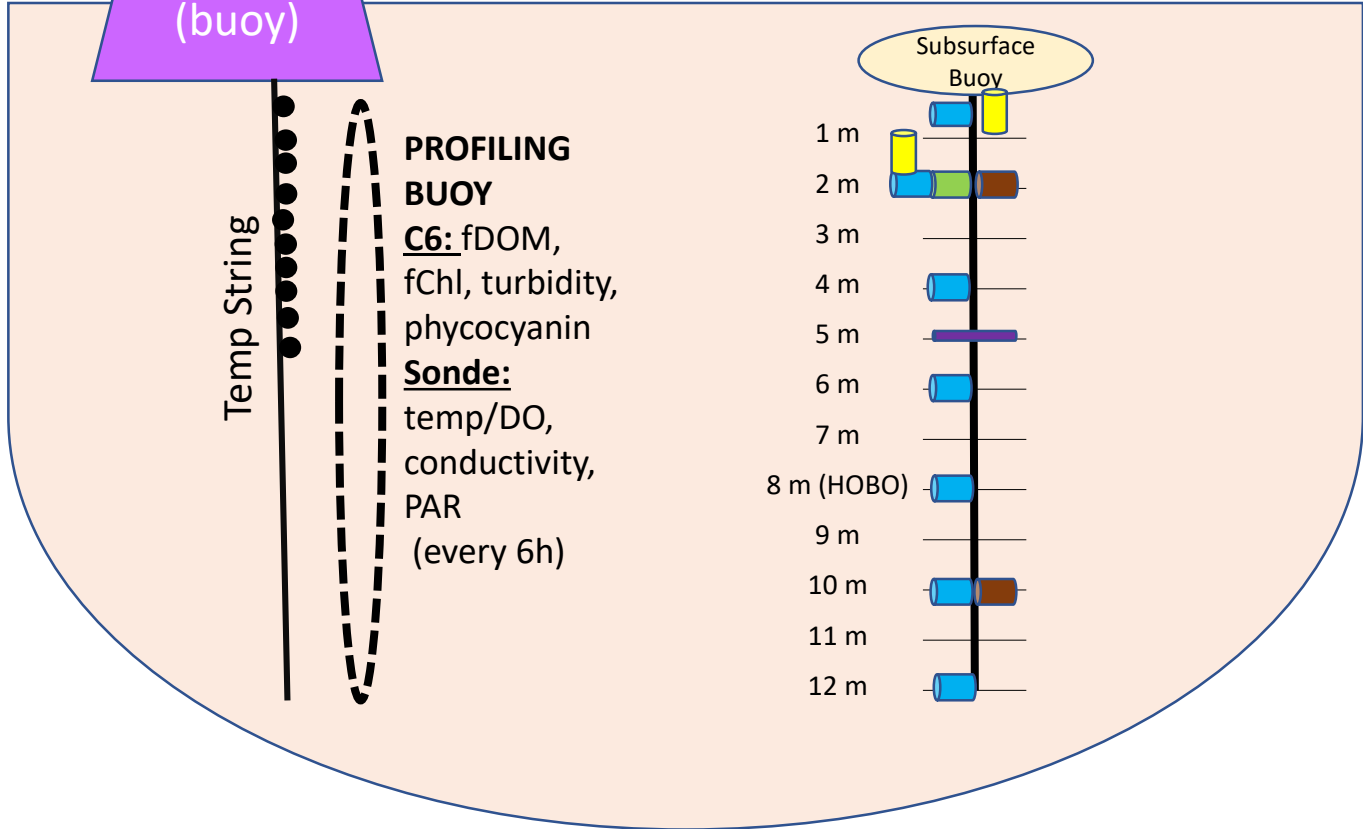 (buoy)
Temp String
PROFILING
BUOY
C6: fDOM,
fChl, turbidity,
phycocyanin
Sonde:
temp/DO,
conductivity,
PAR
(every 6h)
Subsurface
Buoy
1 m
2 m
3 m
4 m
5 m
6 m
7 m
8 m (HOBO)
9 m
10 m
11 m
12 m